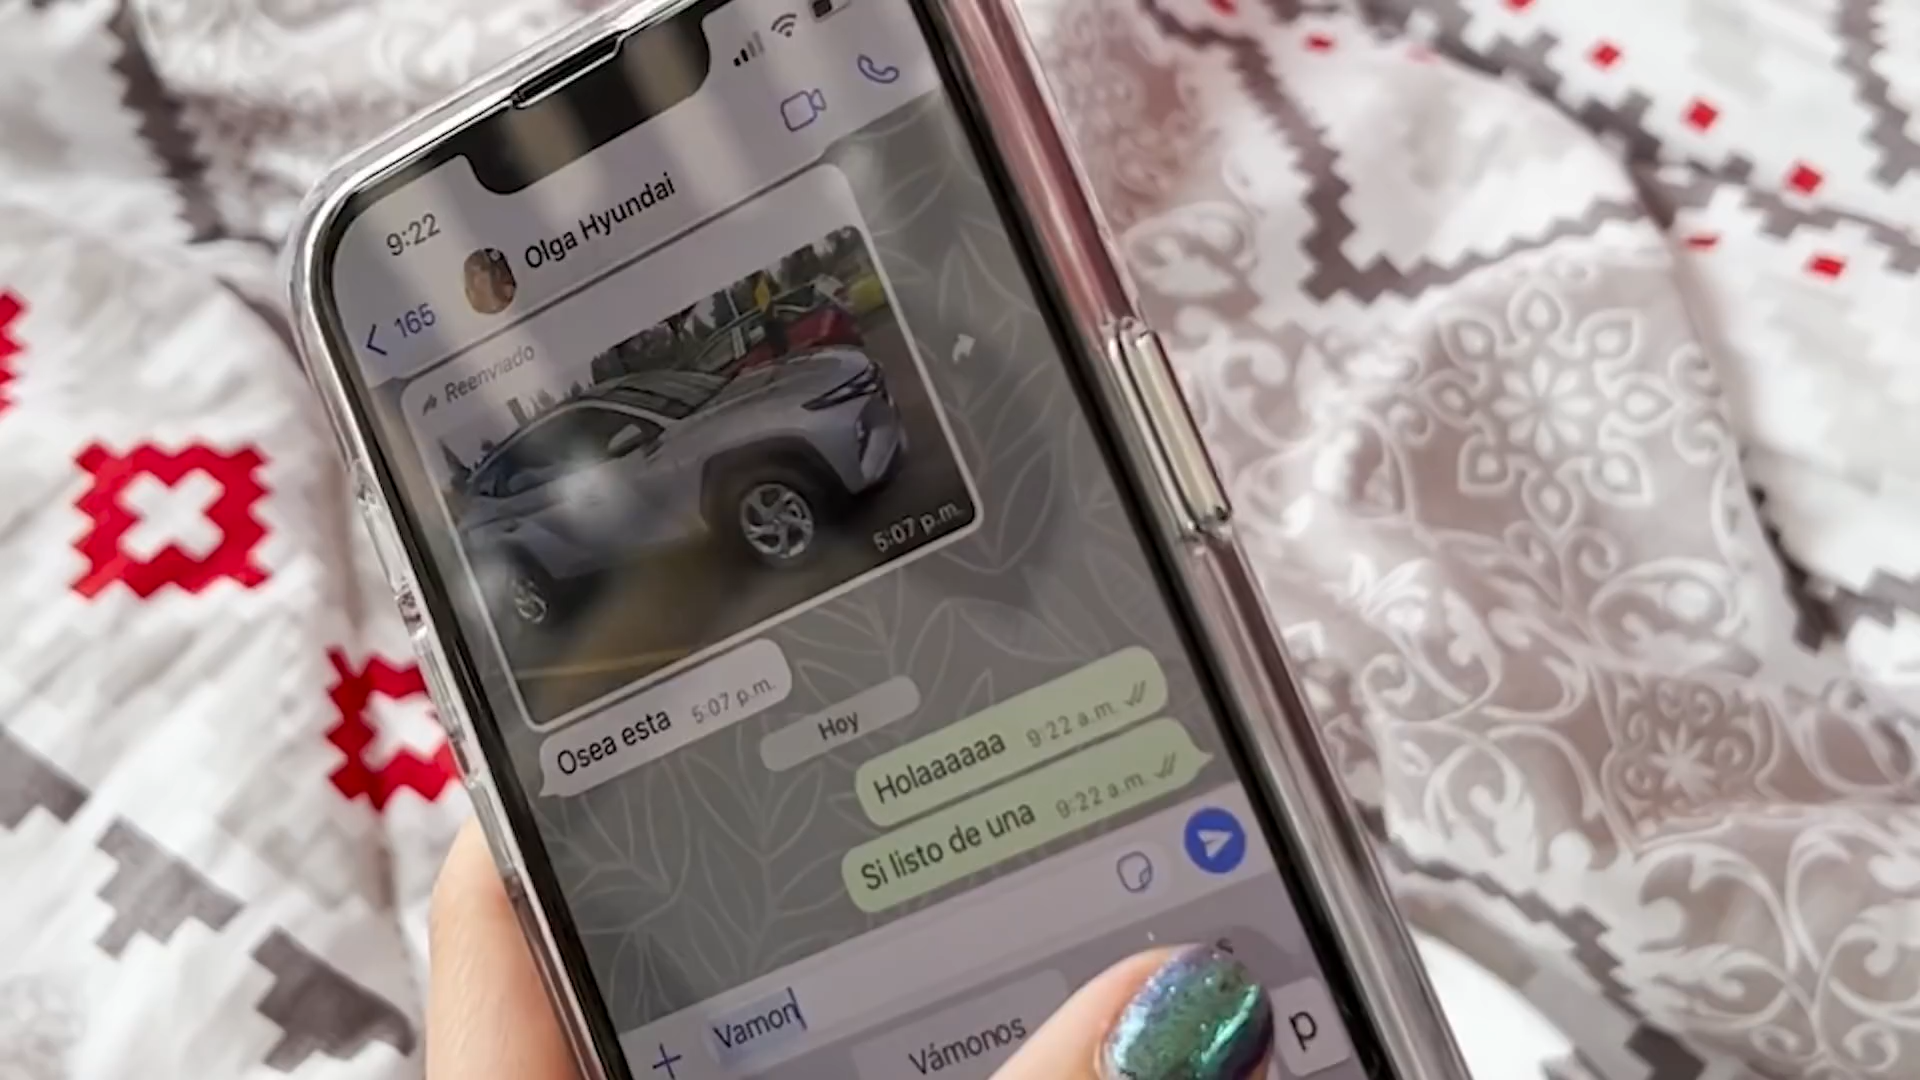 9:22
165
Olga Hyundai
Reenviado
5:07 p.m.
Osea esta 5:07 p.m.
Hoy
Holaaaaaa 9:22 a.m.
Si listo de una 9:22 a.m.
Vamon
Vámonos
p